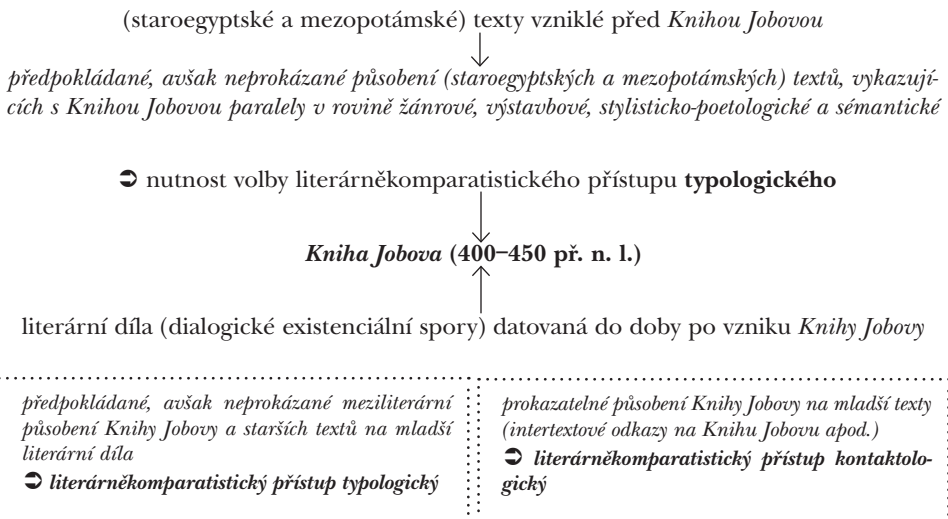 (staroegyptské a mezopotámské) texty vzniklé před Knihou Jobovou
předpokládané, avšak neprokázané působení (staroegyptských a mezopotámských) textů, vykazují-
cích s Knihou Jobovou paralely v rovině žánrové, výstavbové, stylisticko-poetologické a sémantické
➲ nutnost volby literárněkomparatistického přístupu typologického
Kniha Jobova (400–450 př. n. l.)
literární díla (dialogické existenciální spory) datovaná do doby po vzniku Knihy Jobovy
předpokládané, avšak neprokázané meziliterární
působení Knihy Jobovy a starších textů na mladší
literární díla
➲ literárněkomparatistický přístup typologický
prokazatelné působení Knihy Jobovy na mladší texty
(intertextové odkazy na Knihu Jobovu apod.)
➲ literárněkomparatistický přístup kontaktolo-
gický